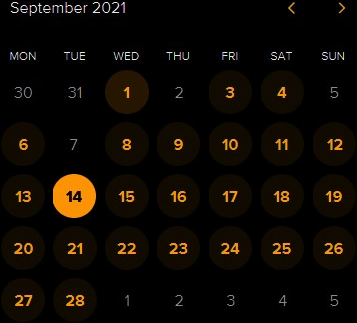 September 2021
MON TUE WED THU FRI SAT SUN
30 31 1 2 3 4 5
6 7 8 9 10 11 12
13 14 15 16 17 18 19
20 21 22 23 24 25 26
27 28 1 2 3 4 5